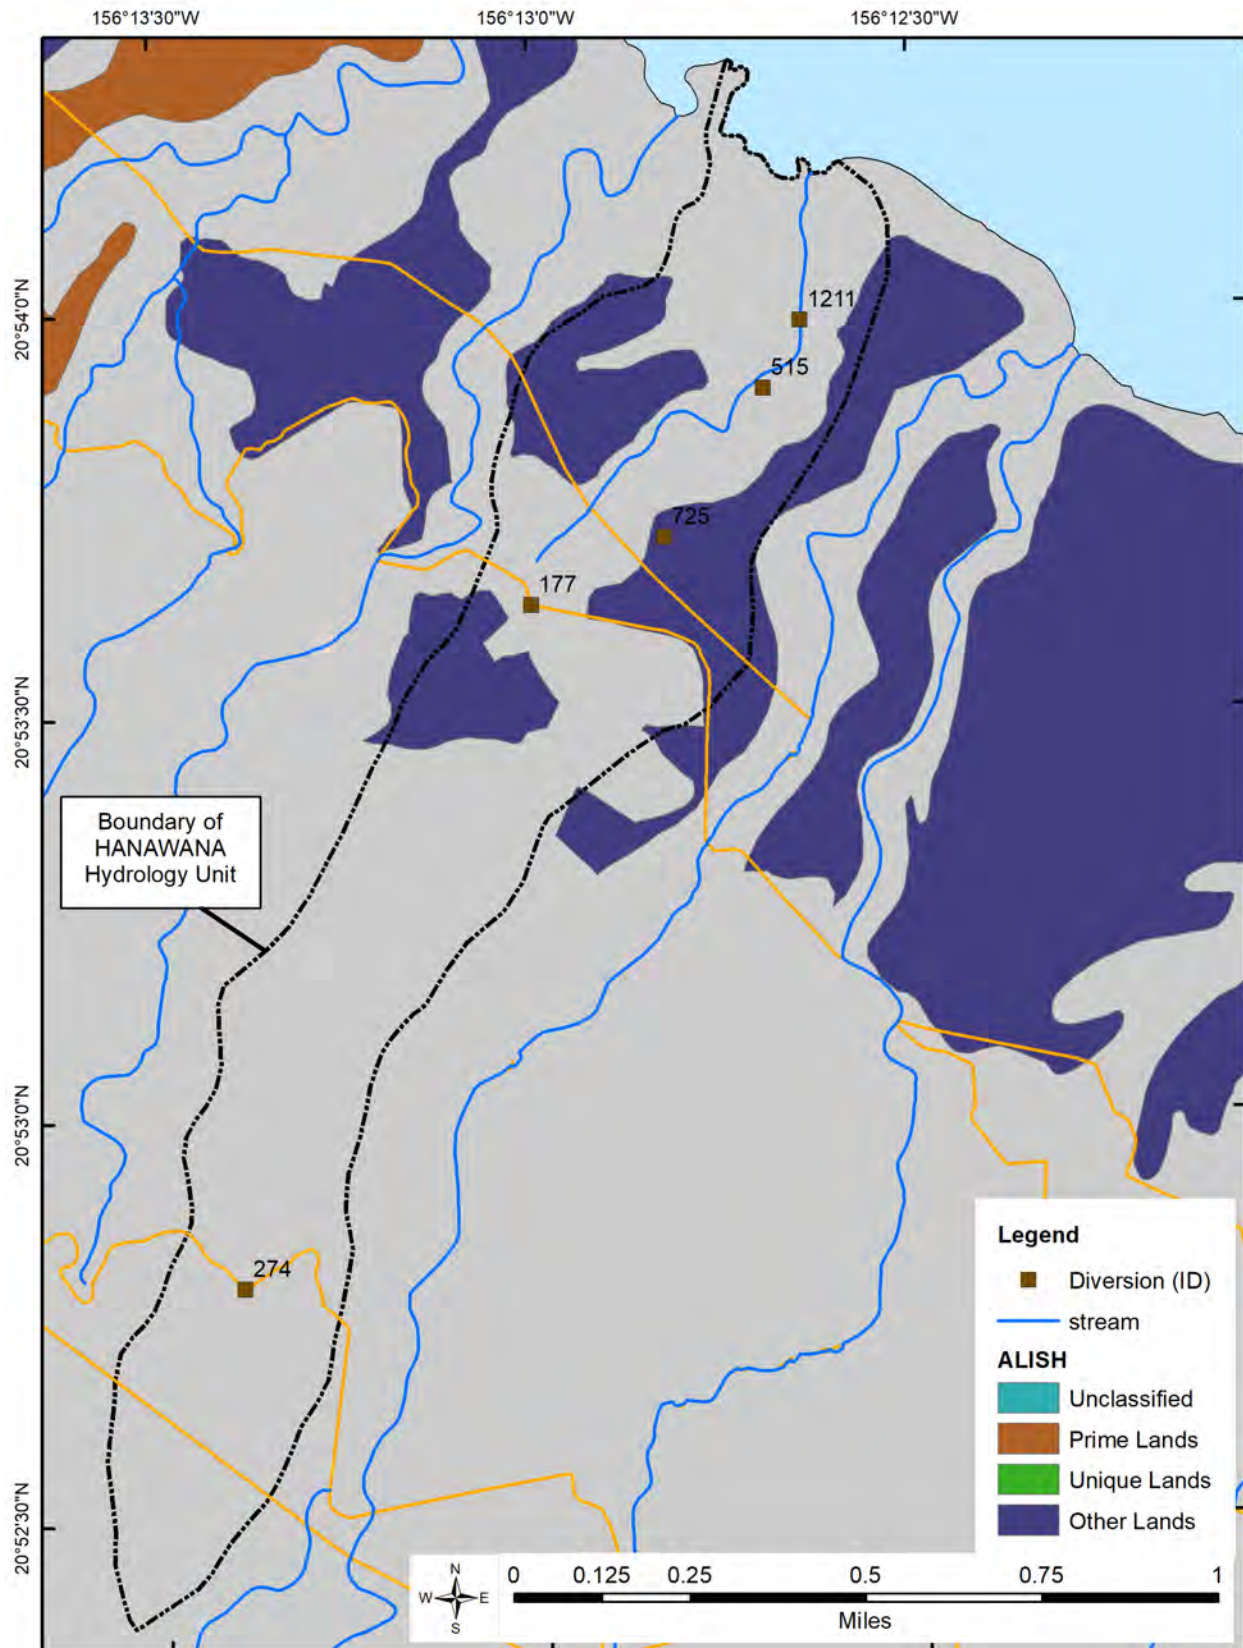 156°13'30"W
156°13'0"W
156°12'30"W
20°54'0"N
1211
515
725
177
20°53'30"N
Boundary of
HANAWANA
Hydrology Unit
20°53'0"N
274
20°52'30"N
Legend
Diversion (ID)
stream
ALISH
Unclassified
Prime Lands
Unique Lands
Other Lands
N
W
E
S
0 0.125 0.25 0.5 0.75 1
Miles